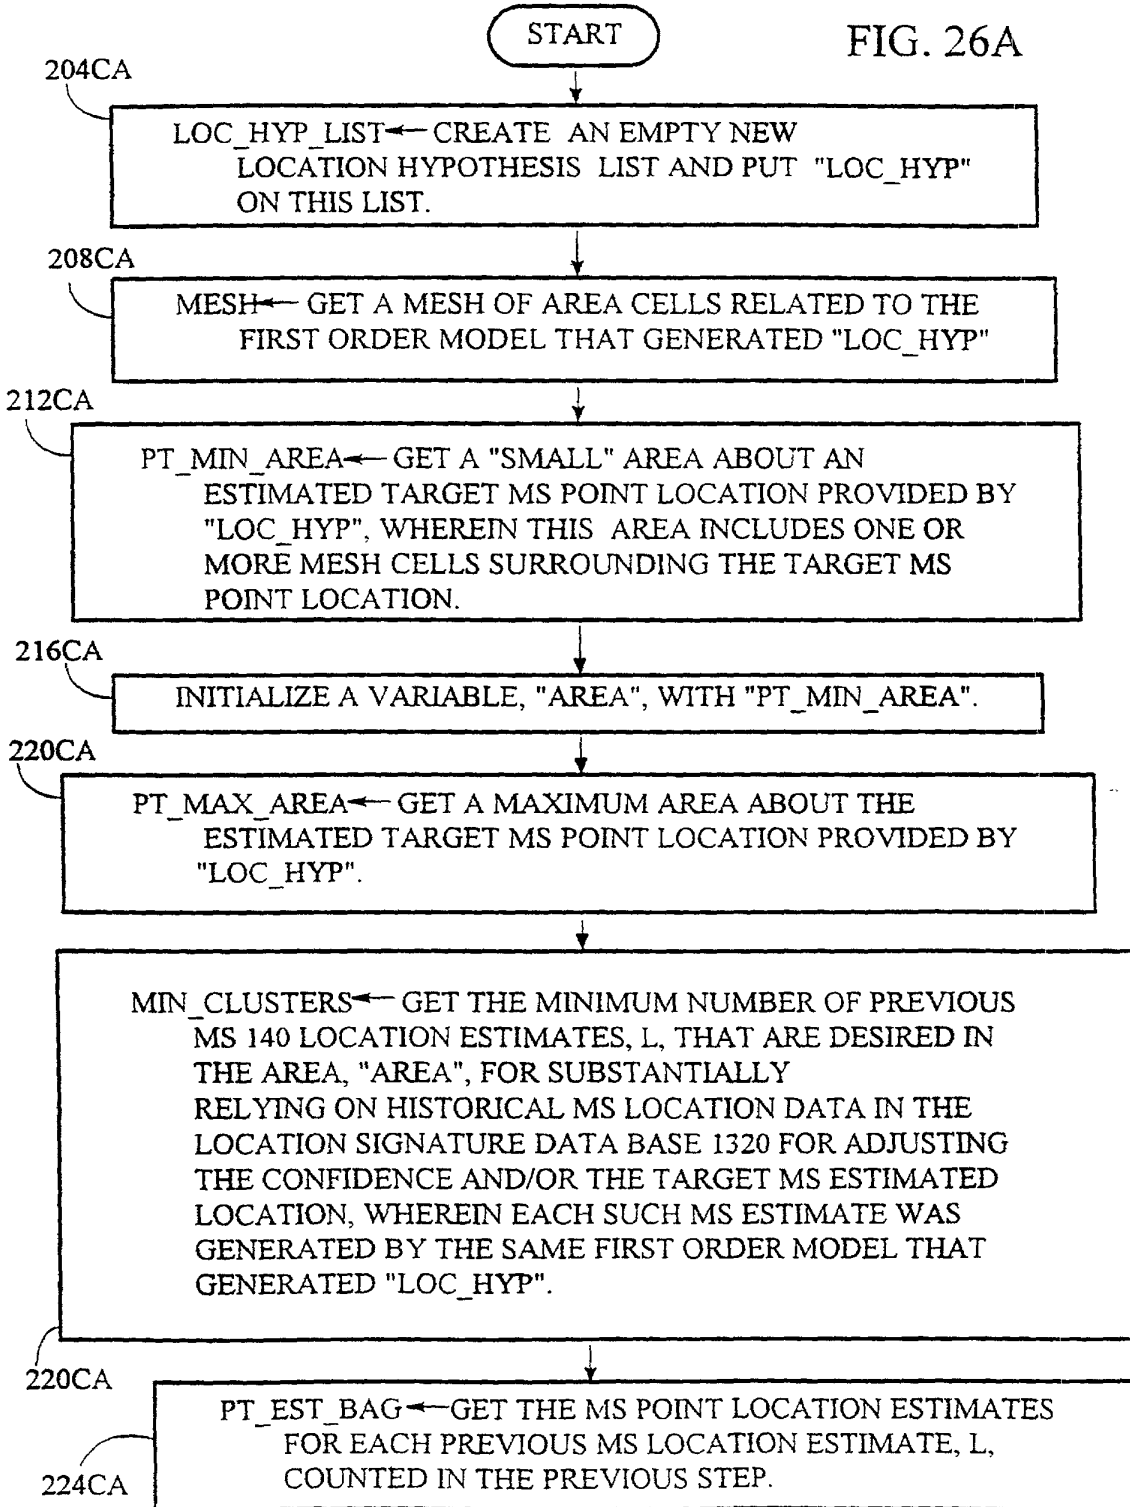 START
FIG. 26A
204CA
LOC_HYP_LIST← CREATE AN EMPTY NEW
LOCATION HYPOTHESIS LIST AND PUT "LOC_HYP"
ON THIS LIST.
208CA
MESH← GET A MESH OF AREA CELLS RELATED TO THE
FIRST ORDER MODEL THAT GENERATED "LOC_HYP"
212CA
PT_MIN_AREA← GET A "SMALL" AREA ABOUT AN
ESTIMATED TARGET MS POINT LOCATION PROVIDED BY
"LOC_HYP", WHEREIN THIS AREA INCLUDES ONE OR
MORE MESH CELLS SURROUNDING THE TARGET MS
POINT LOCATION.
216CA
INITIALIZE A VARIABLE, "AREA", WITH "PT_MIN_AREA".
220CA
PT_MAX_AREA← GET A MAXIMUM AREA ABOUT THE
ESTIMATED TARGET MS POINT LOCATION PROVIDED BY
"LOC_HYP".
MIN_CLUSTERS← GET THE MINIMUM NUMBER OF PREVIOUS
MS 140 LOCATION ESTIMATES, L, THAT ARE DESIRED IN
THE AREA, "AREA", FOR SUBSTANTIALLY
RELYING ON HISTORICAL MS LOCATION DATA IN THE
LOCATION SIGNATURE DATA BASE 1320 FOR ADJUSTING
THE CONFIDENCE AND/OR THE TARGET MS ESTIMATED
LOCATION, WHEREIN EACH SUCH MS ESTIMATE WAS
GENERATED BY THE SAME FIRST ORDER MODEL THAT
GENERATED "LOC_HYP".
220CA
PT_EST_BAG←GET THE MS POINT LOCATION ESTIMATES
FOR EACH PREVIOUS MS LOCATION ESTIMATE, L,
COUNTED IN THE PREVIOUS STEP.
224CA